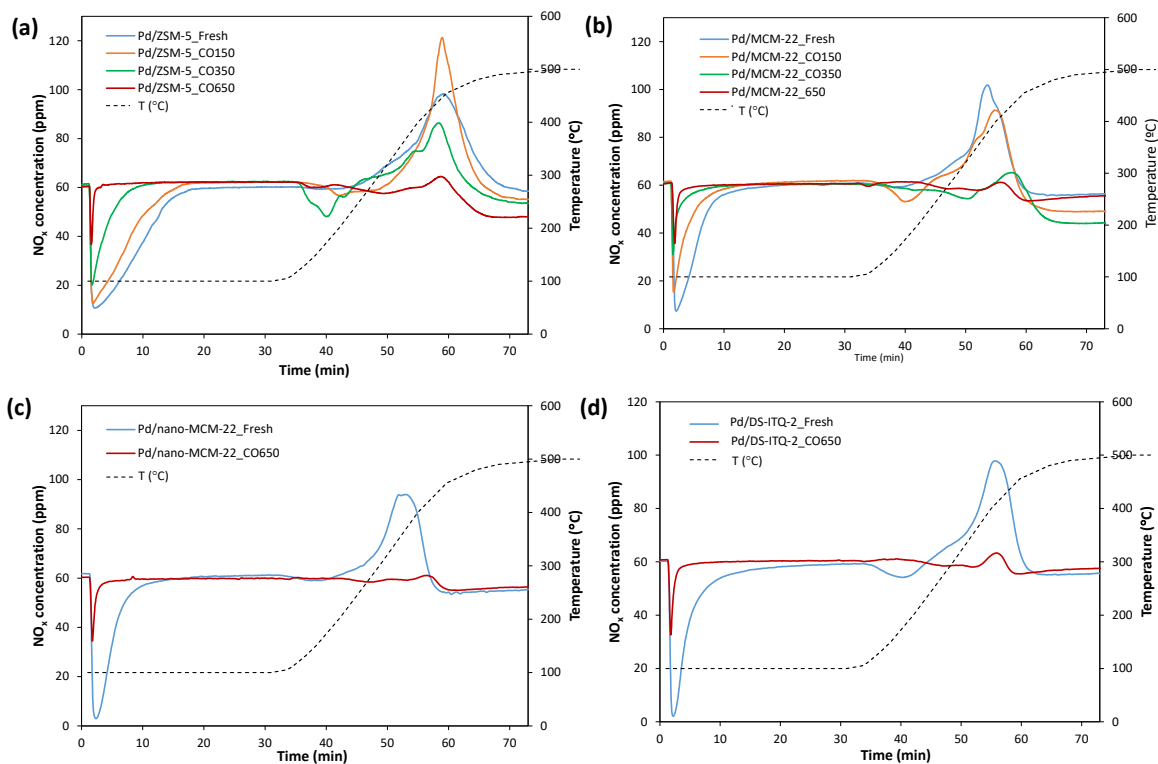 (a)
Pd/ZSM-5_Fresh
Pd/ZSM-5_CO150
Pd/ZSM-5_CO350
Pd/ZSM-5_CO650
T (°C)
NOx concentration (ppm)
120
100
80
60
40
20
0
600
500
400
300
200
100
0
Temperature (°C)
0 10 20 30 40 50 60 70
Time (min)
(b)
Pd/MCM-22_Fresh
Pd/MCM-22_CO150
Pd/MCM-22_CO350
Pd/MCM-22_650
T (°C)
NOx concentration (ppm)
120
100
80
60
40
20
0
600
500
400
300
200
100
0
Temperature (ºC)
0 10 20 30 40 50 60 70
Time (min)
(c)
Pd/nano-MCM-22_Fresh
Pd/nano-MCM-22_CO650
T (°C)
NOx concentration (ppm)
120
100
80
60
40
20
0
600
500
400
300
200
100
0
Temperature (°C)
0 10 20 30 40 50 60 70
Time (min)
(d)
Pd/DS-ITQ-2_Fresh
Pd/DS-ITQ-2_CO650
T (°C)
NOx concentration (ppm)
120
100
80
60
40
20
0
600
500
400
300
200
100
0
Temperature (°C)
0 10 20 30 40 50 60 70
Time (min)